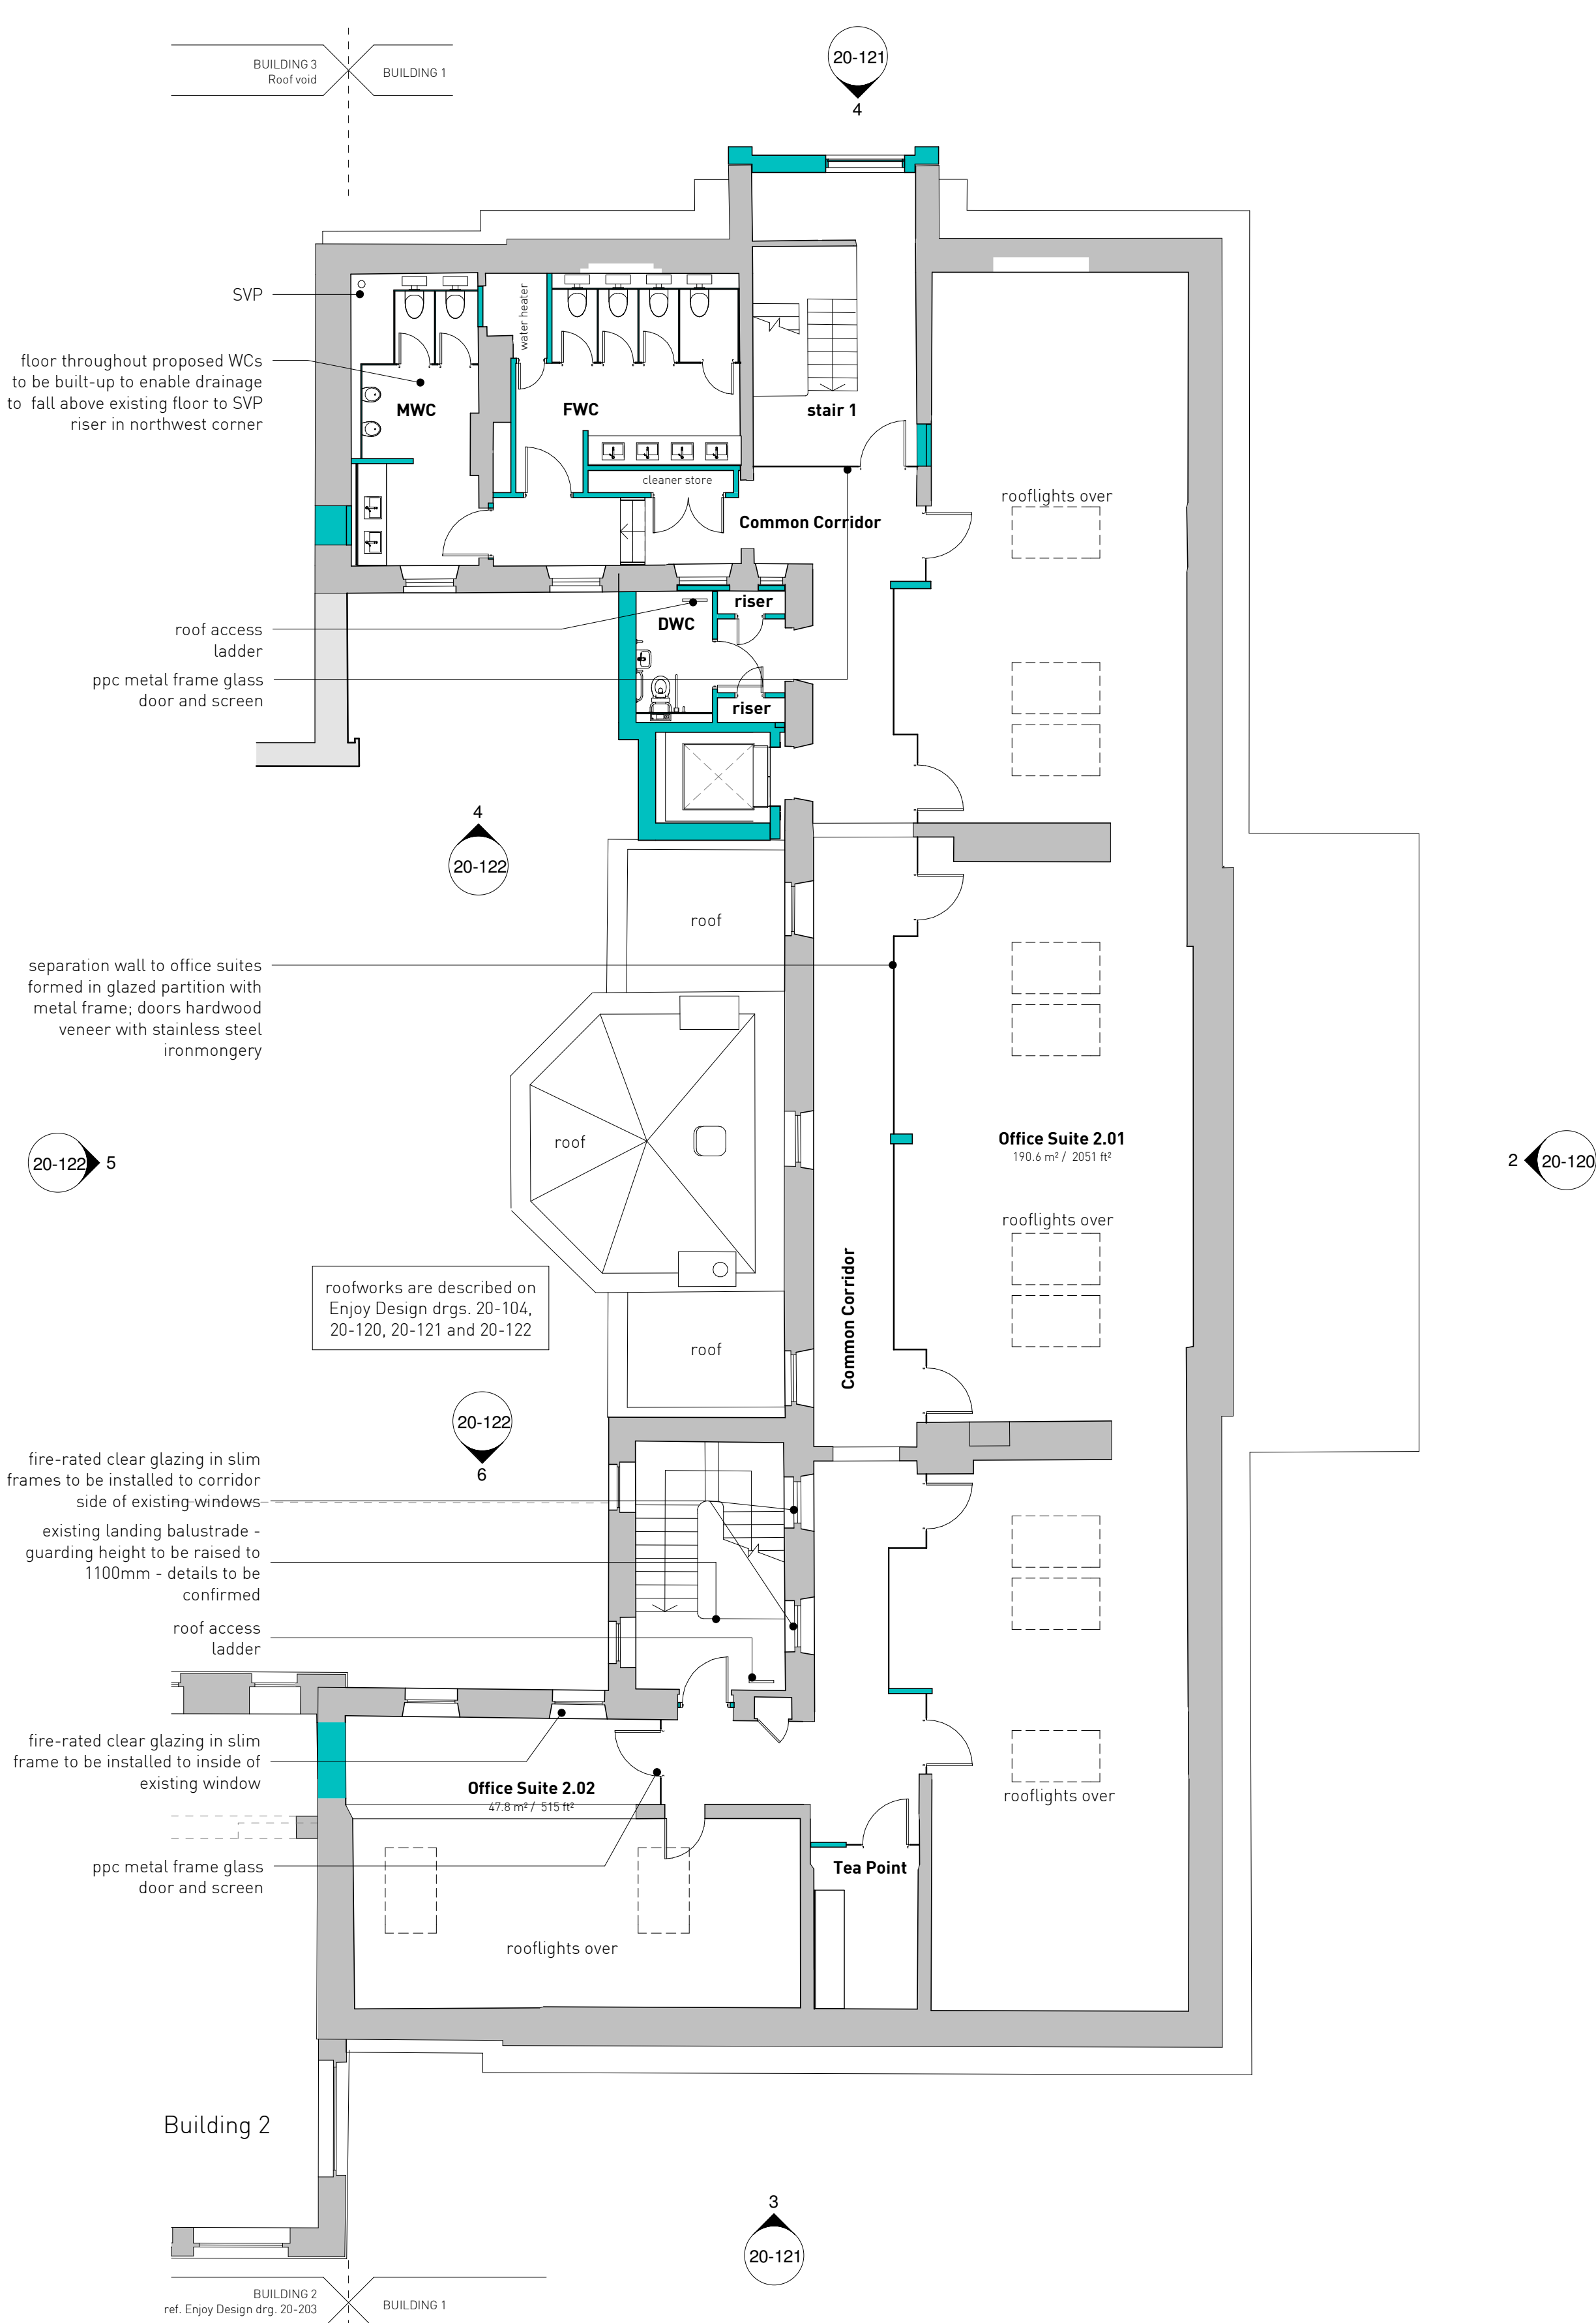 BUILDING 3
Roof void
BUILDING 1
20-121
4
SVP
floor throughout proposed WCs
to be built-up to enable drainage
to fall above existing floor to SVP
riser in northwest corner
water heater
MWC
FWC
stair 1
cleaner store
Common Corridor
rooflights over
roof access
ladder
riser
DWC
ppc metal frame glass
door and screen
riser
4
20-122
roof
separation wall to office suites
formed in glazed partition with
metal frame; doors hardwood
veneer with stainless steel
ironmongery
roof
20-122
5
Office Suite 2.01
190.6 m² / 2051 ft²
2
20-120
rooflights over
Common Corridor
roofworks are described on
Enjoy Design drgs. 20-104,
20-120, 20-121 and 20-122
roof
20-122
6
fire-rated clear glazing in slim
frames to be installed to corridor
side of existing windows
existing landing balustrade -
guarding height to be raised to
1100mm - details to be
confirmed
roof access
ladder
fire-rated clear glazing in slim
frame to be installed to inside of
existing window
Office Suite 2.02
47.8 m² / 515 ft²
rooflights over
ppc metal frame glass
door and screen
Tea Point
rooflights over
Building 2
3
20-121
BUILDING 2
ref. Enjoy Design drg. 20-203
BUILDING 1